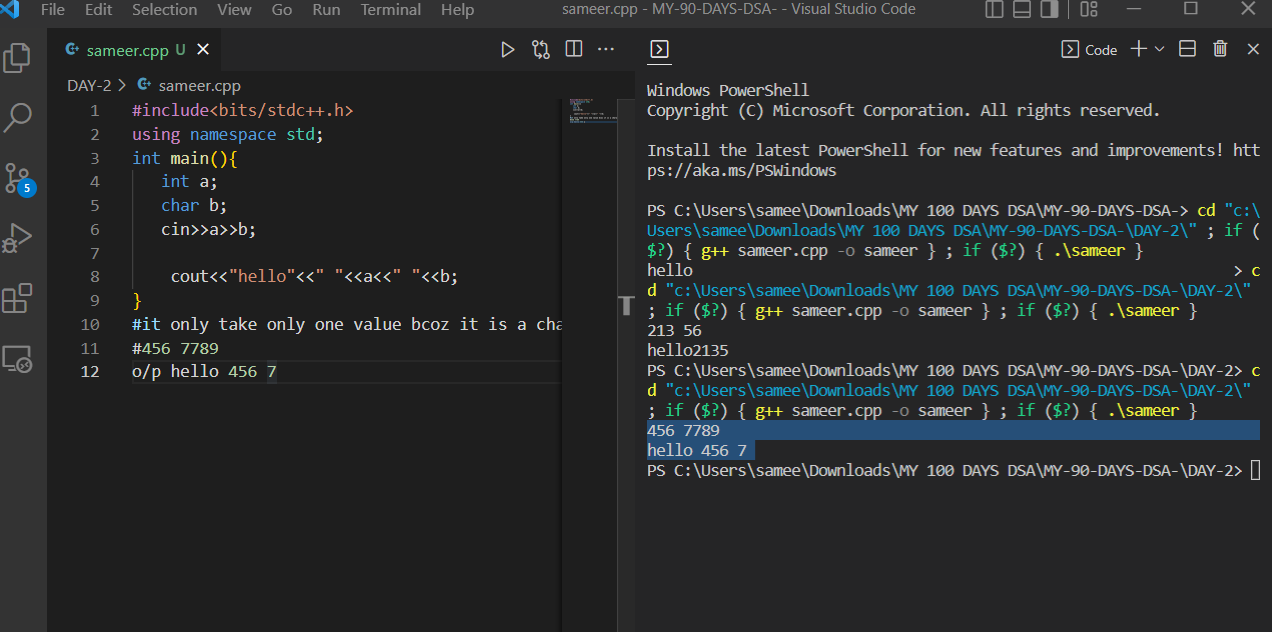 File Edit Selection View Go Run Terminal Help sameer.cpp - MY-90-DAYS-DSA- - Visual Studio Code
sameer.cpp U
DAY-2 > sameer.cpp
1 #include<bits/stdc++.h>
2 using namespace std;
3 int main(){
4 int a;
5 char b;
6 cin>>a>>b;
7
8 cout<<"hello"<<" "<<a<<" "<<b;
9 }
10 #it only take only one value bcoz it is a cha
11 #456 7789
12 o/p hello 456 7
5
Code
Windows PowerShell
Copyright (C) Microsoft Corporation. All rights reserved.
Install the latest PowerShell for new features and improvements! htt
ps://aka.ms/PSWindows
PS C:\Users\samee\Downloads\MY 100 DAYS DSA\MY-90-DAYS-DSA-> cd "c:\
Users\samee\Downloads\MY 100 DAYS DSA\MY-90-DAYS-DSA-\DAY-2\" ; if (
$?) { g++ sameer.cpp -o sameer } ; if ($?) { .\sameer }
hello > c
d "c:\Users\samee\Downloads\MY 100 DAYS DSA\MY-90-DAYS-DSA-\DAY-2\"
; if ($?) { g++ sameer.cpp -o sameer } ; if ($?) { .\sameer }
213 56
hello2135
PS C:\Users\samee\Downloads\MY 100 DAYS DSA\MY-90-DAYS-DSA-\DAY-2> c
d "c:\Users\samee\Downloads\MY 100 DAYS DSA\MY-90-DAYS-DSA-\DAY-2\"
; if ($?) { g++ sameer.cpp -o sameer } ; if ($?) { .\sameer }
456 7789
hello 456 7
PS C:\Users\samee\Downloads\MY 100 DAYS DSA\MY-90-DAYS-DSA-\DAY-2>